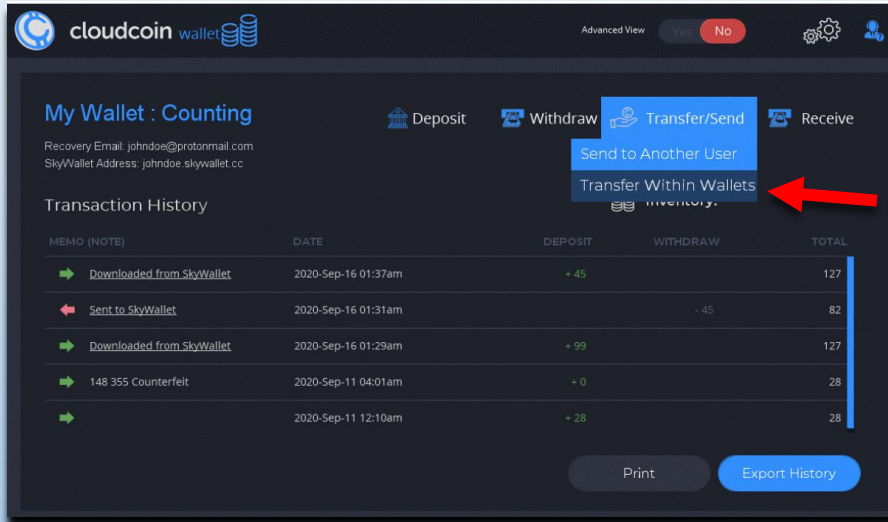 cloudcoin wallet
Advanced View Yes No
My Wallet : Counting
Deposit Withdraw Transfer/Send Receive
Recovery Email: johndoe@protonmail.com
SkyWallet Address: johndoe.skywallet.cc
Send to Another User
Transfer Within Wallets
Transaction History
Inventory:
MEMO (NOTE) DATE DEPOSIT WITHDRAW TOTAL
Downloaded from SkyWallet 2020-Sep-16 01:37am + 45 127
Sent to SkyWallet 2020-Sep-16 01:31am - 45 82
Downloaded from SkyWallet 2020-Sep-16 01:29am + 99 127
148 355 Counterfeit 2020-Sep-11 04:01am + 0 28
2020-Sep-11 12:10am + 28 28
Print Export History